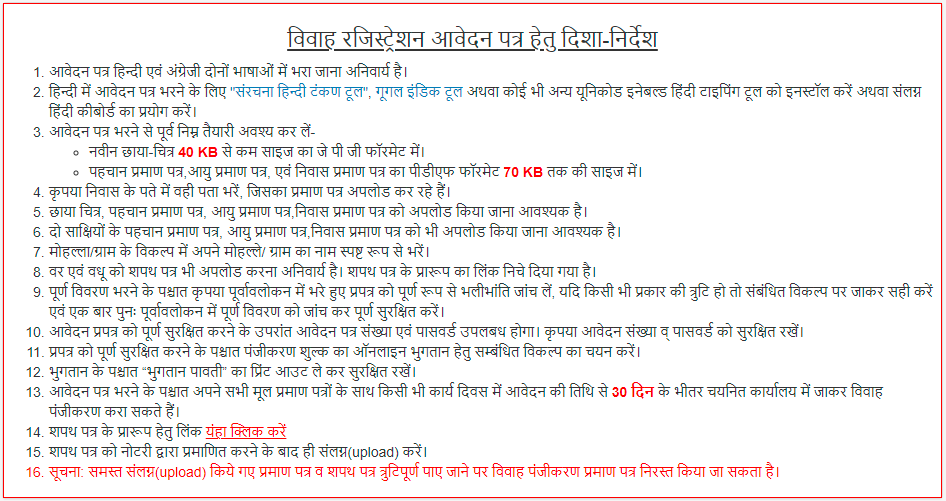 विवाह रजिस्ट्रेशन आवेदन पत्र हेतु दिशा-निर्देश
1. आवेदन पत्र हिन्दी एवं अंग्रेजी दोनों भाषाओं में भरा जाना अनिवार्य है।
2. हिन्दी में आवेदन पत्र भरने के लिए "संरचना हिन्दी टंकण टूल", गूगल इंडिक टूल अथवा कोई भी अन्य यूनिकोड इनेबल्ड हिंदी टाइपिंग टूल को इनस्टॉल करें अथवा संलग्न
हिंदी कीबोर्ड का प्रयोग करें।
3. आवेदन पत्र भरने से पूर्व निम्न तैयारी अवश्य कर लें-
○ नवीन छाया-चित्र 40 KB से कम साइज का जे पी जी फॉरमेट में।
○ पहचान प्रमाण पत्र,आयु प्रमाण पत्र, एवं निवास प्रमाण पत्र का पीडीएफ फॉरमेट 70 KB तक की साइज में।
4. कृपया निवास के पते में वही पता भरें, जिसका प्रमाण पत्र अपलोड कर रहे हैं।
5. छाया चित्र, पहचान प्रमाण पत्र, आयु प्रमाण पत्र,निवास प्रमाण पत्र को अपलोड किया जाना आवश्यक है।
6. दो साक्षियों के पहचान प्रमाण पत्र, आयु प्रमाण पत्र,निवास प्रमाण पत्र को भी अपलोड किया जाना आवश्यक है।
7. मोहल्ला/ग्राम के विकल्प में अपने मोहल्ले/ ग्राम का नाम स्पष्ट रूप से भरें।
8. वर एवं वधू को शपथ पत्र भी अपलोड करना अनिवार्य है। शपथ पत्र के प्रारूप का लिंक निचे दिया गया है।
9. पूर्ण विवरण भरने के पश्चात कृपया पूर्वावलोकन में भरे हुए प्रपत्र को पूर्ण रूप से भलीभांति जांच लें, यदि किसी भी प्रकार की त्रुटि हो तो संबंधित विकल्प पर जाकर सही करें
एवं एक बार पुनः पूर्वावलोकन में पूर्ण विवरण को जांच कर पूर्ण सुरक्षित करें।
10. आवेदन प्रपत्र को पूर्ण सुरक्षित करने के उपरांत आवेदन पत्र संख्या एवं पासवर्ड उपलबध होगा। कृपया आवेदन संख्या व् पासवर्ड को सुरक्षित रखें।
11. प्रपत्र को पूर्ण सुरक्षित करने के पश्चात पंजीकरण शुल्क का ऑनलाइन भुगतान हेतु सम्बंधित विकल्प का चयन करें।
12. भुगतान के पश्चात “भुगतान पावती” का प्रिंट आउट ले कर सुरक्षित रखें।
13. आवेदन पत्र भरने के पश्चात अपने सभी मूल प्रमाण पत्रों के साथ किसी भी कार्य दिवस में आवेदन की तिथि से 30 दिन के भीतर चयनित कार्यालय में जाकर विवाह
पंजीकरण करा सकते हैं।
14. शपथ पत्र के प्रारूप हेतु लिंक यंहा क्लिक करें
15. शपथ पत्र को नोटरी द्वारा प्रमाणित करने के बाद ही संलग्न(upload) करें।
16. सूचना: समस्त संलग्न(upload) किये गए प्रमाण पत्र व शपथ पत्र त्रुटिपूर्ण पाए जाने पर विवाह पंजीकरण प्रमाण पत्र निरस्त किया जा सकता है।